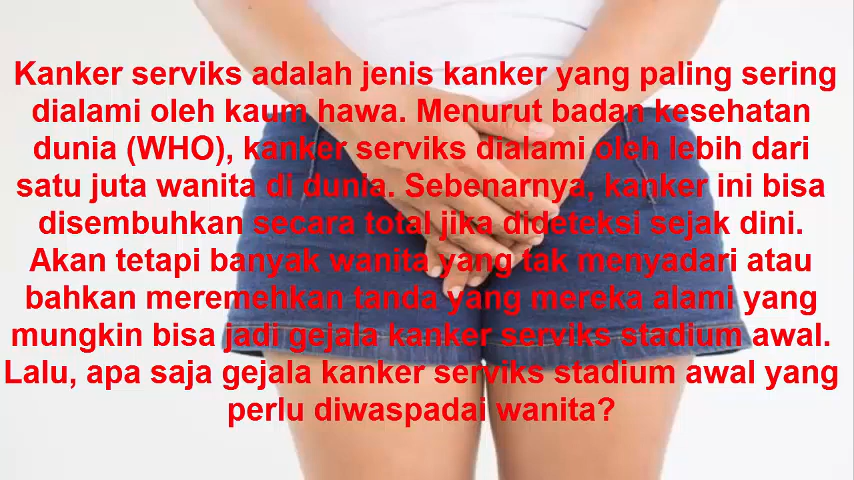 Kanker serviks adalah jenis kanker yang paling sering
dialami oleh kaum hawa. Menurut badan kesehatan
dunia (WHO), kanker serviks dialami oleh lebih dari
satu juta wanita di dunia. Sebenarnya, kanker ini bisa
disembuhkan secara total jika dideteksi sejak dini.
Akan tetapi banyak wanita yang tak menyadari atau
bahkan meremehkan tanda yang mereka alami yang
mungkin bisa jadi gejala kanker serviks stadium awal.
Lalu, apa saja gejala kanker serviks stadium awal yang
perlu diwaspadai wanita?